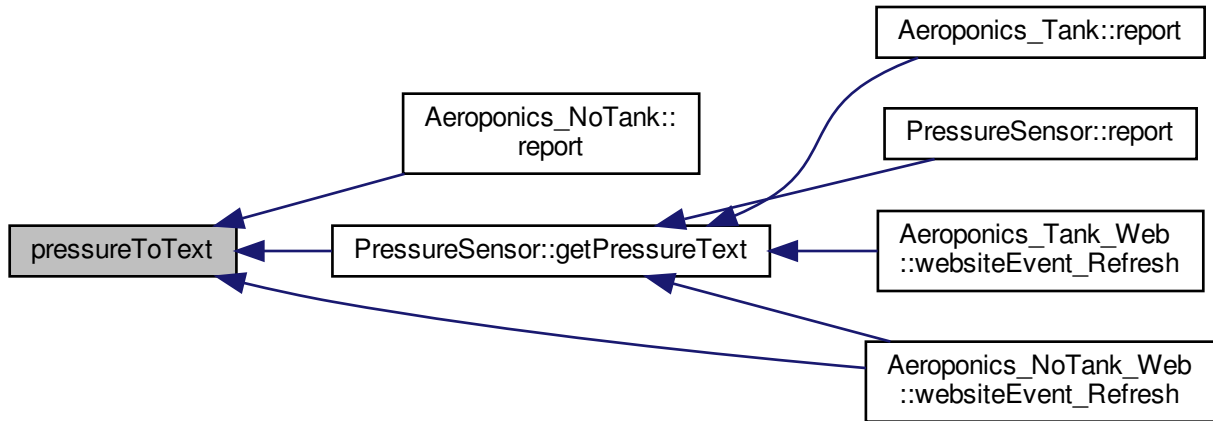 Aeroponics_Tank::report
Aeroponics_NoTank::
report
PressureSensor::report
pressureToText
PressureSensor::getPressureText
Aeroponics_Tank_Web
::websiteEvent_Refresh
Aeroponics_NoTank_Web
::websiteEvent_Refresh